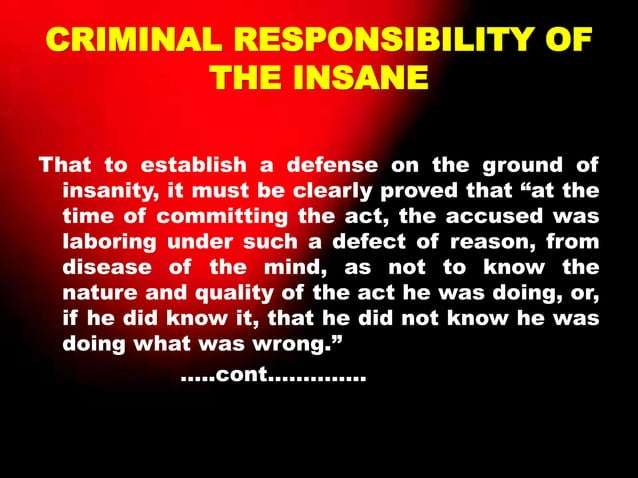 CRIMINAL RESPONSIBILITY OF
THE INSANE
That to establish a defense on the ground of
insanity, it must be clearly proved that “at the
time of committing the act, the accused was
laboring under such a defect of reason, from
disease of the mind, as not to know the
nature and quality of the act he was doing, or,
if he did know it, that he did not know he was
doing what was wrong.”
…..cont…………..